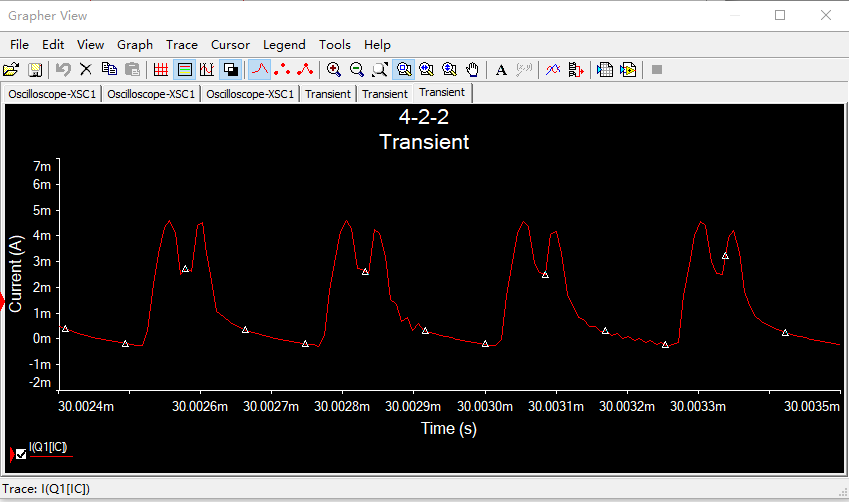 Grapher View
File Edit View Graph Trace Cursor Legend Tools Help
A
Oscilloscope-XSC1 Oscilloscope-XSC1 Oscilloscope-XSC1 Transient Transient Transient
4-2-2
Transient
7m
6m
5m
4m
3m
2m
1m
0m
-1m
-2m
Current (A)
30.0024m 30.0026m 30.0027m 30.0028m 30.0029m 30.0030m 30.0031m 30.0032m 30.0033m 30.0035m
Time (s)
I(Q1[IC])
Trace: I(Q1[IC])